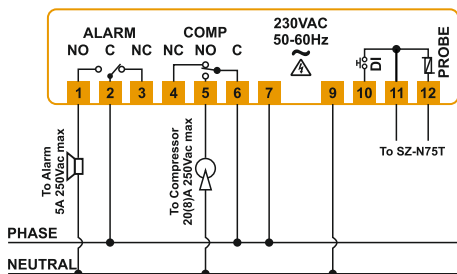 ALARM
COMP
230VAC
50-60Hz
NO C NC NC NO C
DI
PROBE
1 2 3 4 5 6 7 9 10 11 12
To Alarm
5A 250Vac max
To Compressor
20(8)A 250Vac max
To SZ-N75T
PHASE
NEUTRAL